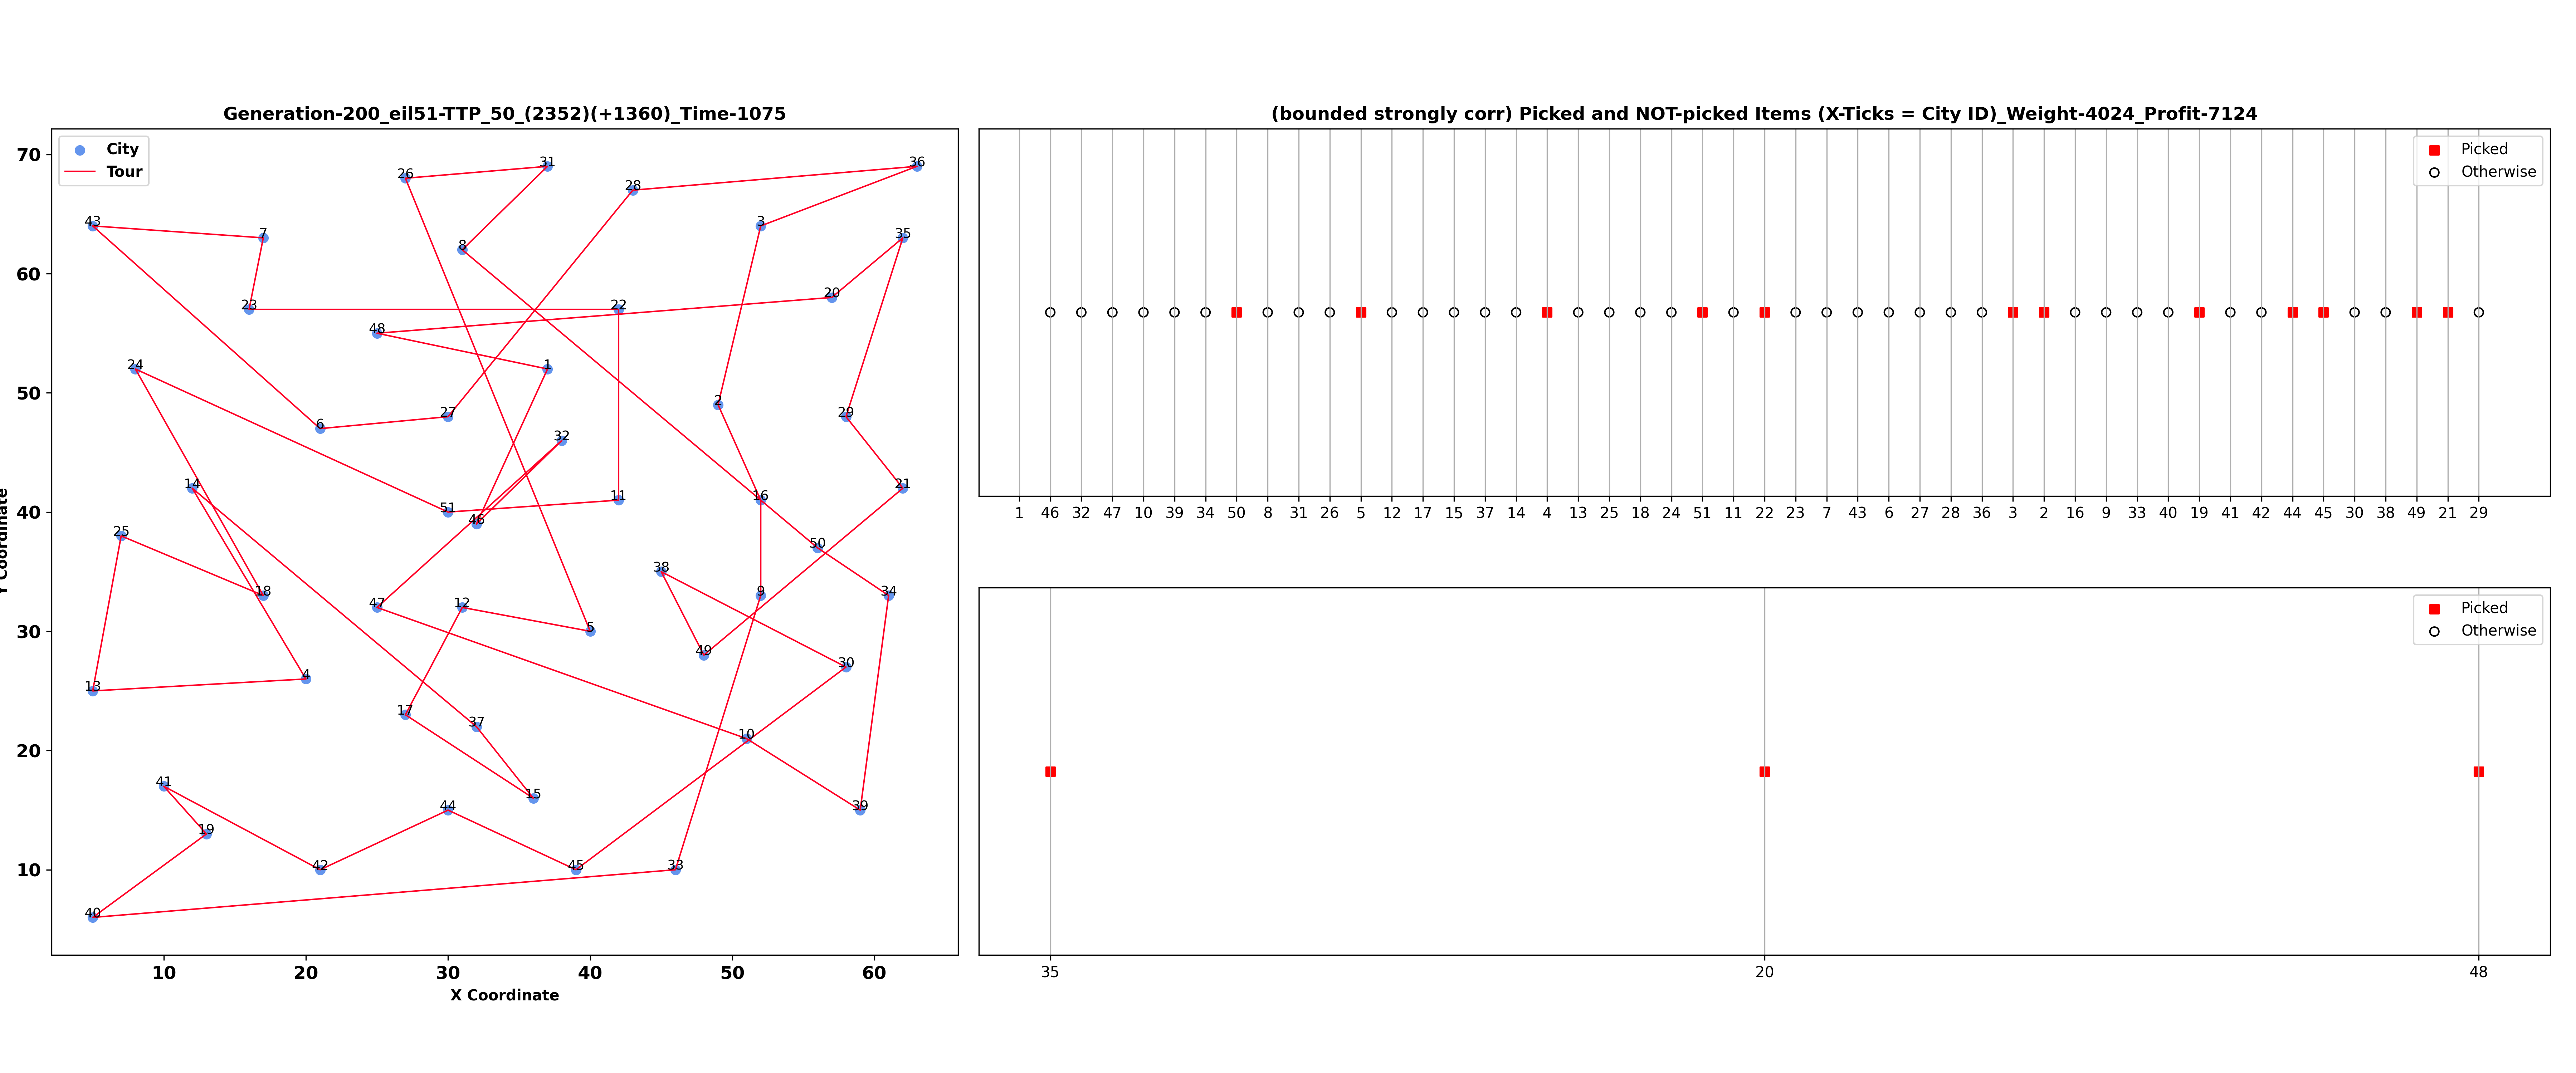 Generation-200_eil51-TTP_50_(2352)(+1360)_Time-1075
City
Tour
70
60
50
40
30
20
10
10 20 30 40 50 60
X Coordinate
Y Coordinate
26 31 36
28
43 7 3 35
8
23 22 20
48
24 1
2 29
6 27
32
14 21
51 11 16
46
25 50
38
18 47 12 9 34
5
49 30
13 4
17 37
10
41 15
44 39
19
42 45 33
40
(bounded strongly corr) Picked and NOT-picked Items (X-Ticks = City ID)_Weight-4024_Profit-7124
Picked
Otherwise
1 46 32 47 10 39 34 50 8 31 26 5 12 17 15 37 14 4 13 25 18 24 51 11 22 23 7 43 6 27 28 36 3 2 16 9 33 40 19 41 42 44 45 30 38 49 21 29
Picked
Otherwise
35 20 48